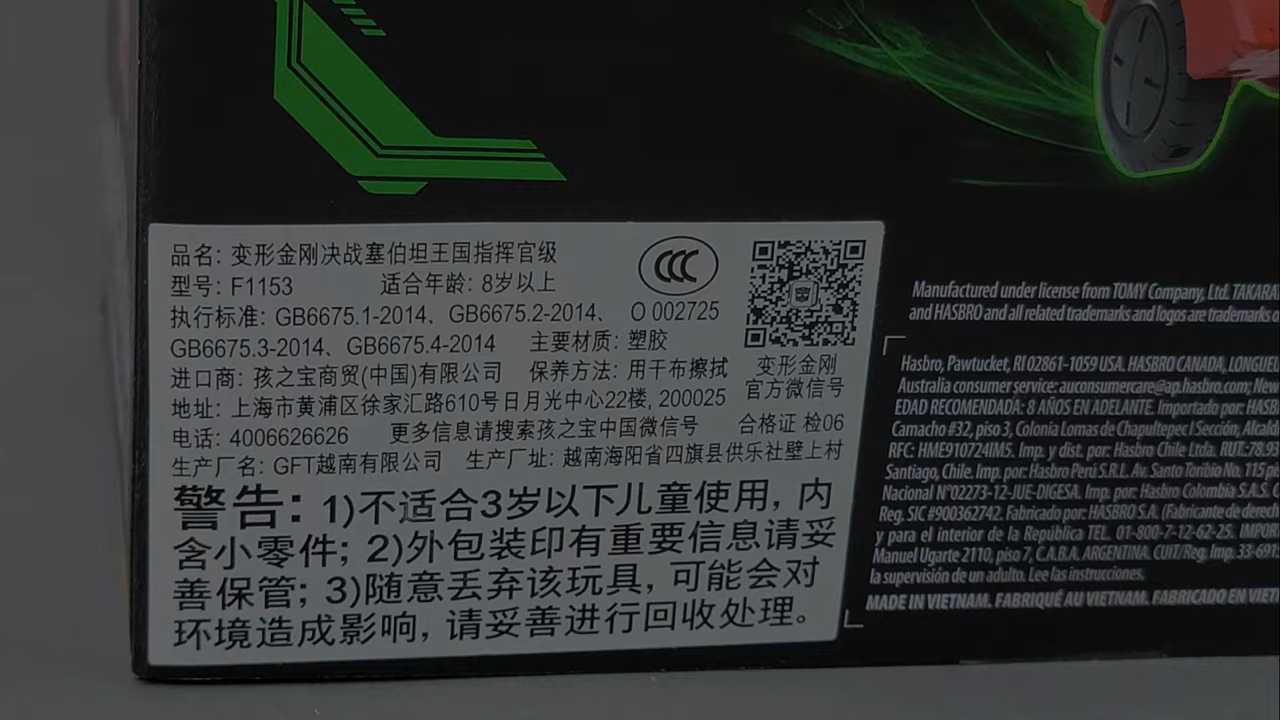 品名: 变形金刚决战塞伯坦王国指挥官级
型号: F1153 适合年龄: 8岁以上
执行标准: GB6675.1-2014、GB6675.2-2014、 O 002725
GB6675.3-2014、GB6675.4-2014 主要材质: 塑胶
进口商: 孩之宝商贸(中国)有限公司 保养方法: 用干布擦拭
地址: 上海市黄浦区徐家汇路610号日月光中心22楼, 200025
电话: 4006626626 更多信息请搜索孩之宝中国微信号
生产厂名: GFT越南有限公司 生产厂址: 越南海阳省四旗县供乐社壁上村
变形金刚
官方微信号
合格证 检06
警告: 1)不适合3岁以下儿童使用, 内
含小零件; 2)外包装印有重要信息请妥
善保管; 3)随意丢弃该玩具, 可能会对
环境造成影响, 请妥善进行回收处理。
Manufactured under license from TOMY Company, Ltd. TAKARA
and HASBRO and all related trademarks and logos are trademarks o
Hasbro, Pawtucket, RI 02861-1059 USA. HASBRO CANADA, LONGUEU
Australia consumer service: auconsumercare@ap.hasbro.com; New
EDAD RECOMENDADA: 8 AÑOS EN ADELANTE. Importado por: HASB
Camacho #32, piso 3, Colonia Lomas de Chapultepec I Sección, Alcald
RFC: HME910724IM5. Imp. y dist. por: Hasbro Chile Ltda. RUT.:78.93
Santiago, Chile. Imp. por: Hasbro Perú S.R.L. Av. Santo Toribio No. 115 p
Nacional N°02273-12-JUE-DIGESA. Imp. por: Hasbro Colombia S.A.S.
Reg. SIC #900362742. Fabricado por: HASBRO S.A. (Fabricante de derech
y para el interior de la República TEL. 01-800-7-12-62-25. IMPOR
Manuel Ugarte 2110, piso 7, C.A.B.A. ARGENTINA. CUIT/Reg. Imp. 33-691
la supervisión de un adulto. Lee las instrucciones.
MADE IN VIETNAM. FABRIQUÉ AU VIETNAM. FABRICADO EN VIET
CCC